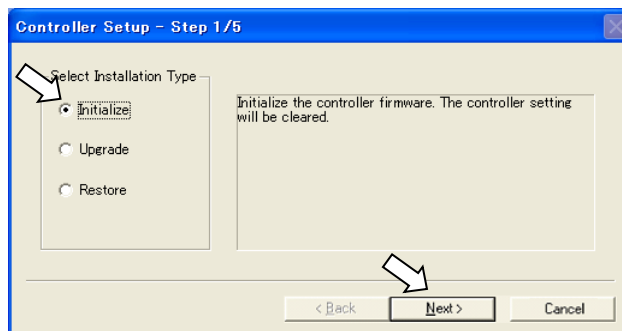 Controller Setup - Step 1/5
Select Installation Type
Initialize
Initialize the controller firmware. The controller setting
will be cleared.
Upgrade
Restore
< Back
Next >
Cancel